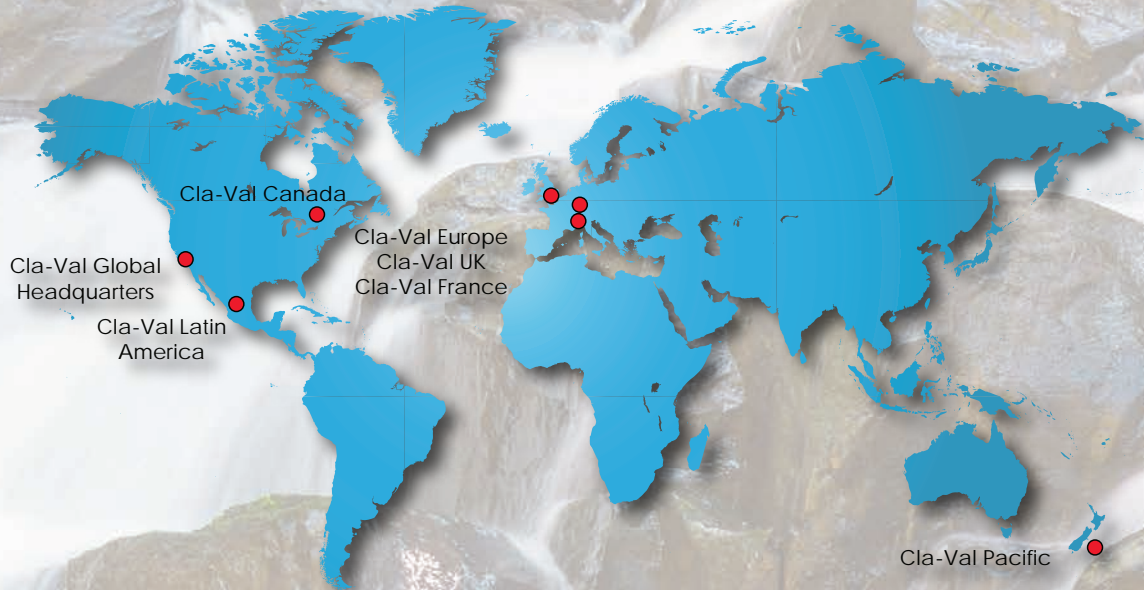 Cla-Val Canada
Cla-Val Europe
Cla-Val UK
Cla-Val France
Cla-Val Global
Headquarters
Cla-Val Latin
America
Cla-Val Pacific